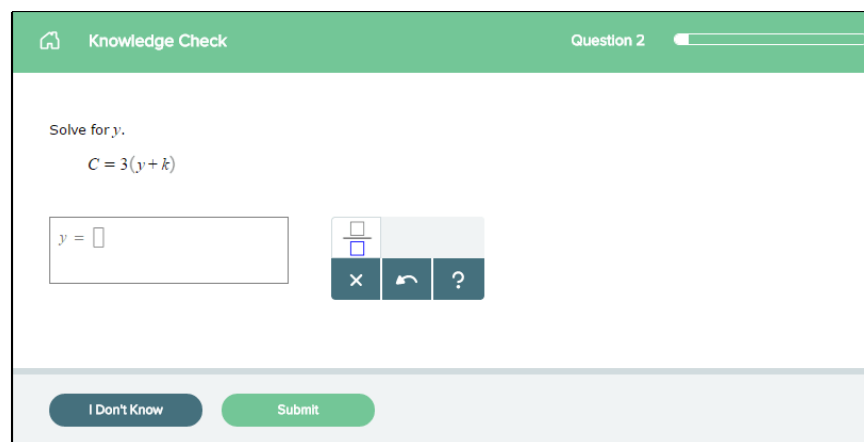 Knowledge Check
Question 2
Solve for y.
C = 3(y + k)
y =
?
I Don't Know
Submit